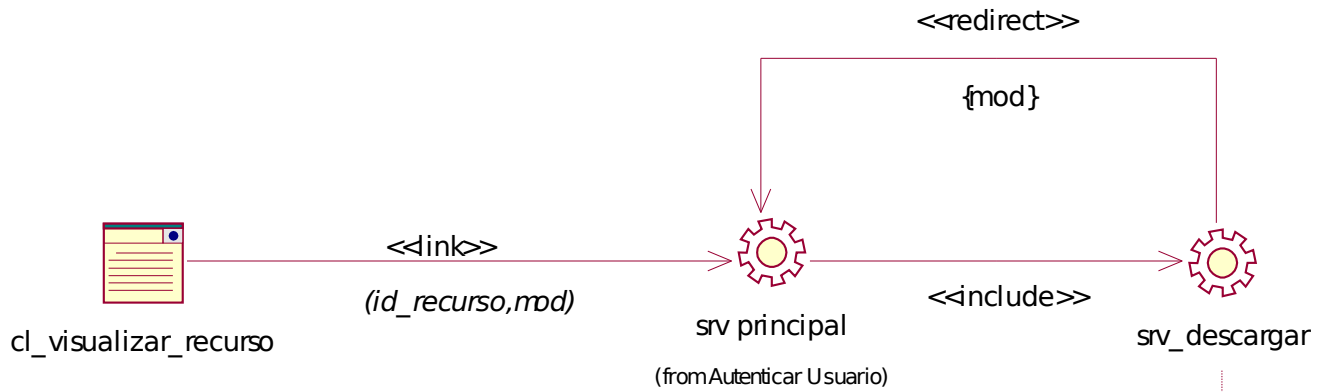 <<redirect>>
{mod}
<<link>>
(id_recurso,mod)
<<include>>
cl_visualizar_recurso
srv principal
srv_descargar
(from Autenticar Usuario)